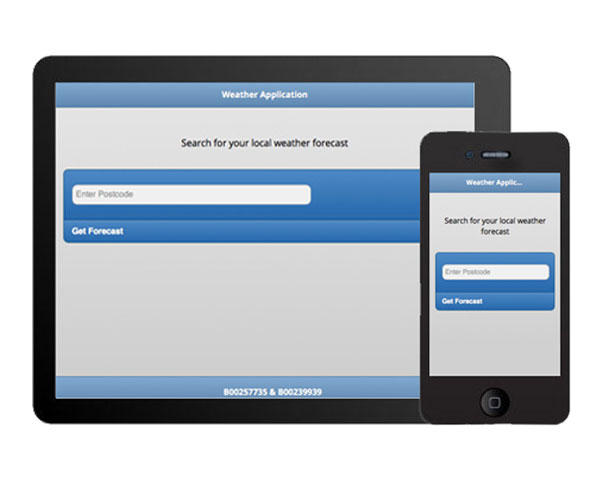 Weather Application
Search for your local weather forecast
Enter Postcode
Get Forecast
B00257735 & B00239939
Weather Applic...
Search for your local weather
forecast
Enter Postcode
Get Forecast